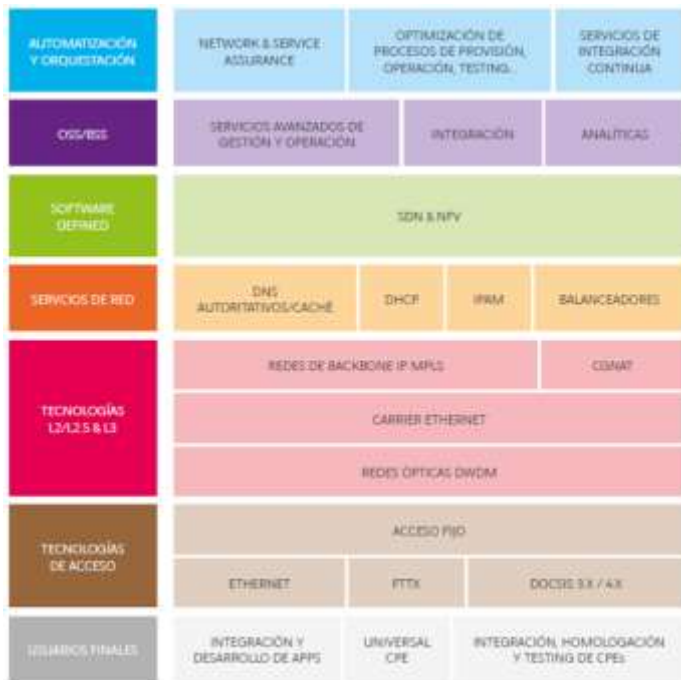 AUTOMATIZACIÓN
Y ORQUESTACIÓN
NETWORK & SERVICE
ASSURANCE
OPTIMIZACIÓN DE
PROCESOS DE PROVISIÓN,
OPERACIÓN, TESTING...
SERVICIOS DE
INTEGRACIÓN
CONTINUA
OSS/BSS
SERVICIOS AVANZADOS DE
GESTIÓN Y OPERACIÓN
INTEGRACIÓN
ANALÍTICAS
SOFTWARE
DEFINED
SDN & NFV
SERVICIOS DE RED
DNS
AUTORITATIVOS/CACHÉ
DHCP
IPAM
BALANCEADORES
TECNOLOGÍAS
L2/L2.5 & L3
REDES DE BACKBONE IP MPLS
CGNAT
CARRIER ETHERNET
REDES ÓPTICAS DWDM
TECNOLOGÍAS
DE ACCESO
ACCESO FIJO
ETHERNET
FTTX
DOCSIS 3.X / 4.X
USUARIOS FINALES
INTEGRACIÓN Y
DESARROLLO DE APPS
UNIVERSAL
CPE
INTEGRACIÓN, HOMOLOGACIÓN
Y TESTING DE CPEs